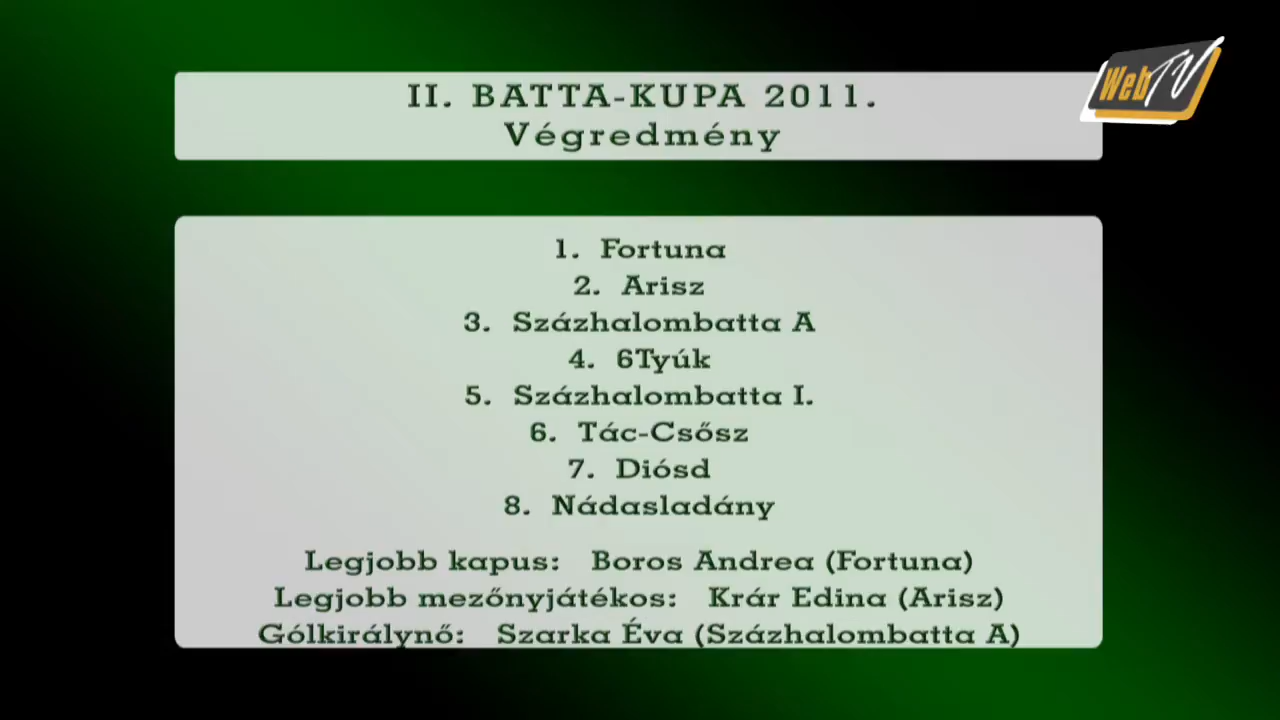 II. BATTA-KUPA 2011.
Végredmény
WebTV
1. Fortuna
2. Arisz
3. Százhalombatta A
4. 6Tyúk
5. Százhalombatta I.
6. Tác-Csősz
7. Diósd
8. Nádasladány
Legjobb kapus: Boros Andrea (Fortuna)
Legjobb mezőnyjátékos: Krár Edina (Arisz)
Gólkirálynő: Szarka Éva (Százhalombatta A)